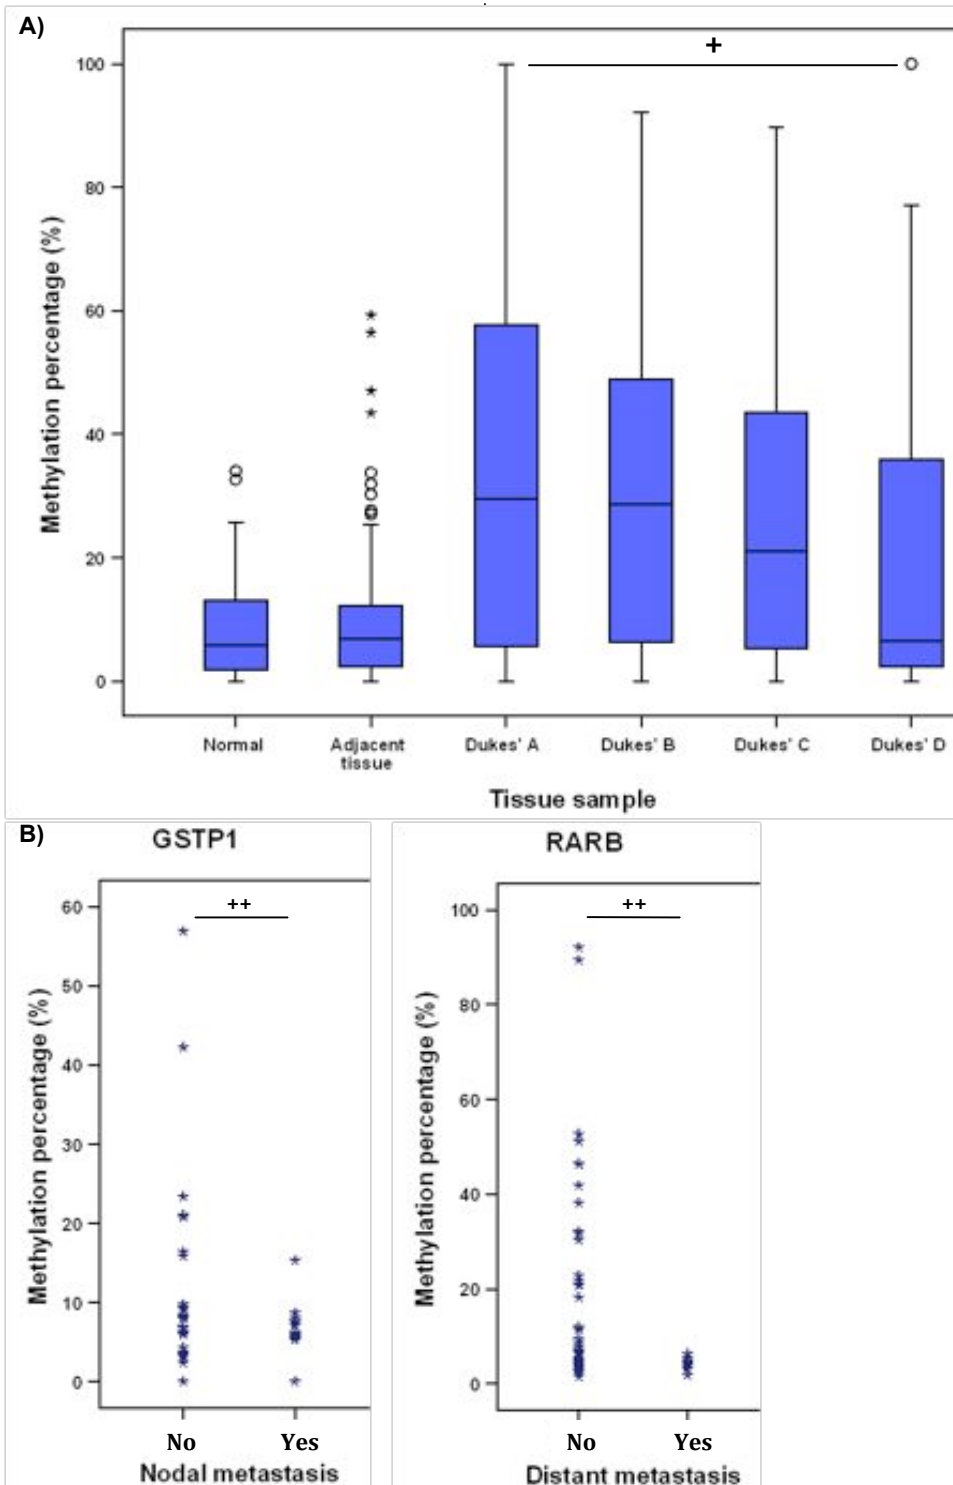 A)
+
100
80
60
40
20
0
Methylation percentage (%)
Normal
Adjacent
tissue
Dukes' A
Dukes' B
Dukes' C
Dukes' D
Tissue sample
B)
GSTP1
++
60
50
40
30
20
10
0
Methylation percentage (%)
No
Yes
Nodal metastasis
RARB
++
100
80
60
40
20
0
Methylation percentage (%)
No
Yes
Distant metastasis